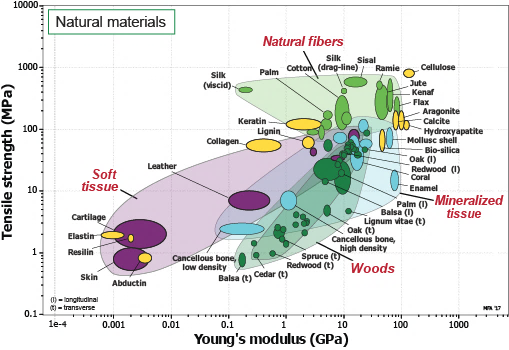 Natural materials
Tensile strength (MPa)
10000
1000
100
10
1
0.1
1e-4
0.001
0.01
0.1
1
10
100
1000
Young's modulus (GPa)
Natural fibers
Silk
(viscid)
Palm
Cotton
Silk
(drag-line)
Sisal
Ramie
Cellulose
Jute
Kenaf
Flax
Aragonite
Calcite
Hydroxyapatite
Mollusc shell
Bio-silica
Oak (l)
Redwood (l)
Coral
Enamel
Mineralized
tissue
Palm (l)
Balsa (l)
Lignum vitae (t)
Oak (t)
Cancellous bone,
high density
Spruce (t)
Redwood (t)
Woods
Cedar (t)
Balsa (t)
Cancellous bone,
low density
Keratin
Lignin
Collagen
Leather
Soft
tissue
Cartilage
Elastin
Resilin
Skin
Abductin
(l) = longitudinal
(t) = transverse
MFA '17